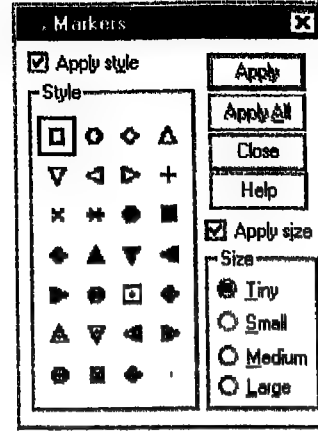 Markers
Apply style
Style
Apply
Apply All
Close
Help
Apply size
Size
Tiny
Small
Medium
Large